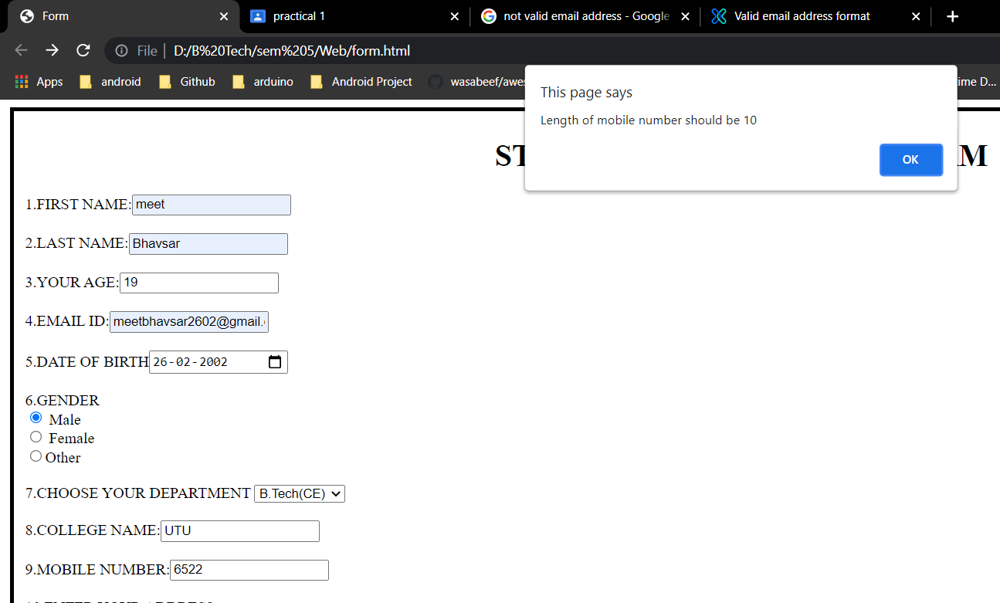 Form
practical 1
not valid email address - Google
Valid email address format
File | D:/B%20Tech/sem%205/Web/form.html
Apps android Github arduino Android Project wasabeef/awes ime D...
This page says
Length of mobile number should be 10
OK
ST M
1.FIRST NAME: meet
2.LAST NAME: Bhavsar
3.YOUR AGE: 19
4.EMAIL ID: meetbhavsar2602@gmail.
5.DATE OF BIRTH 26-02-2002
6.GENDER
Male
Female
Other
7.CHOOSE YOUR DEPARTMENT B.Tech(CE)
8.COLLEGE NAME: UTU
9.MOBILE NUMBER: 6522